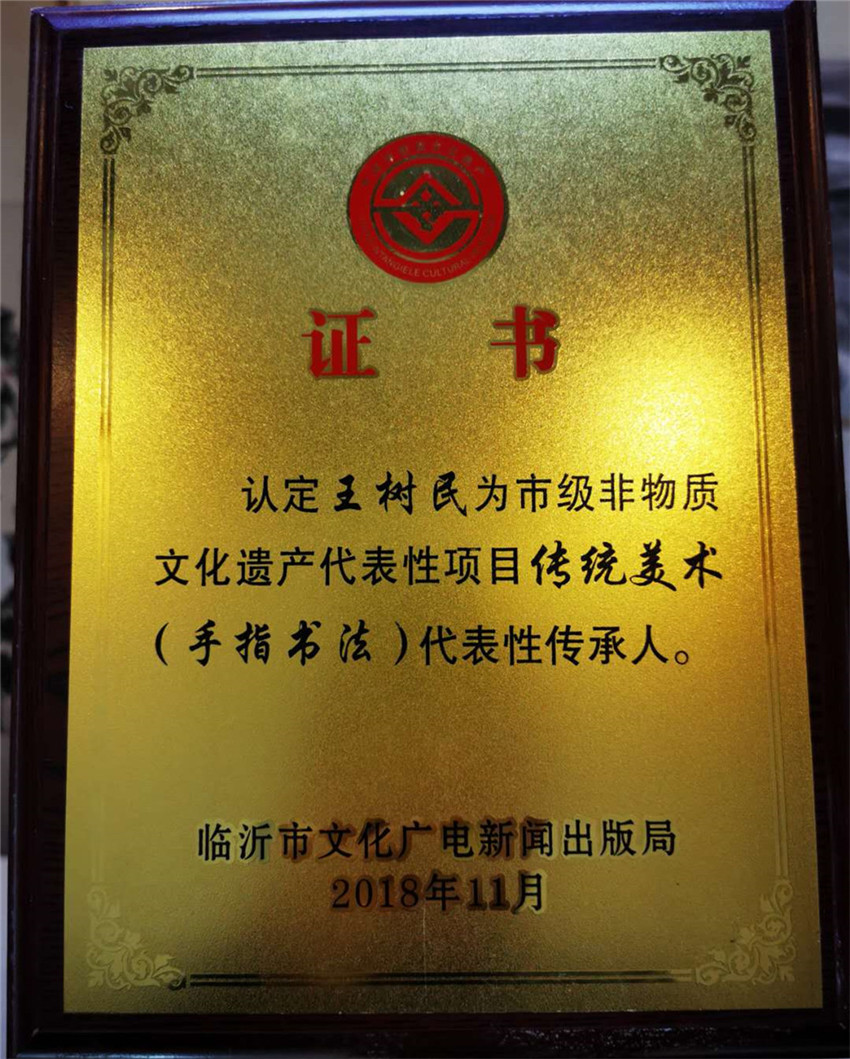 INTANGIELE CULTURAL
证 书
认定王树民为市级非物质
文化遗产代表性项目传统美术
（手指书法）代表性传承人。
临沂市文化广电新闻出版局
2018年11月